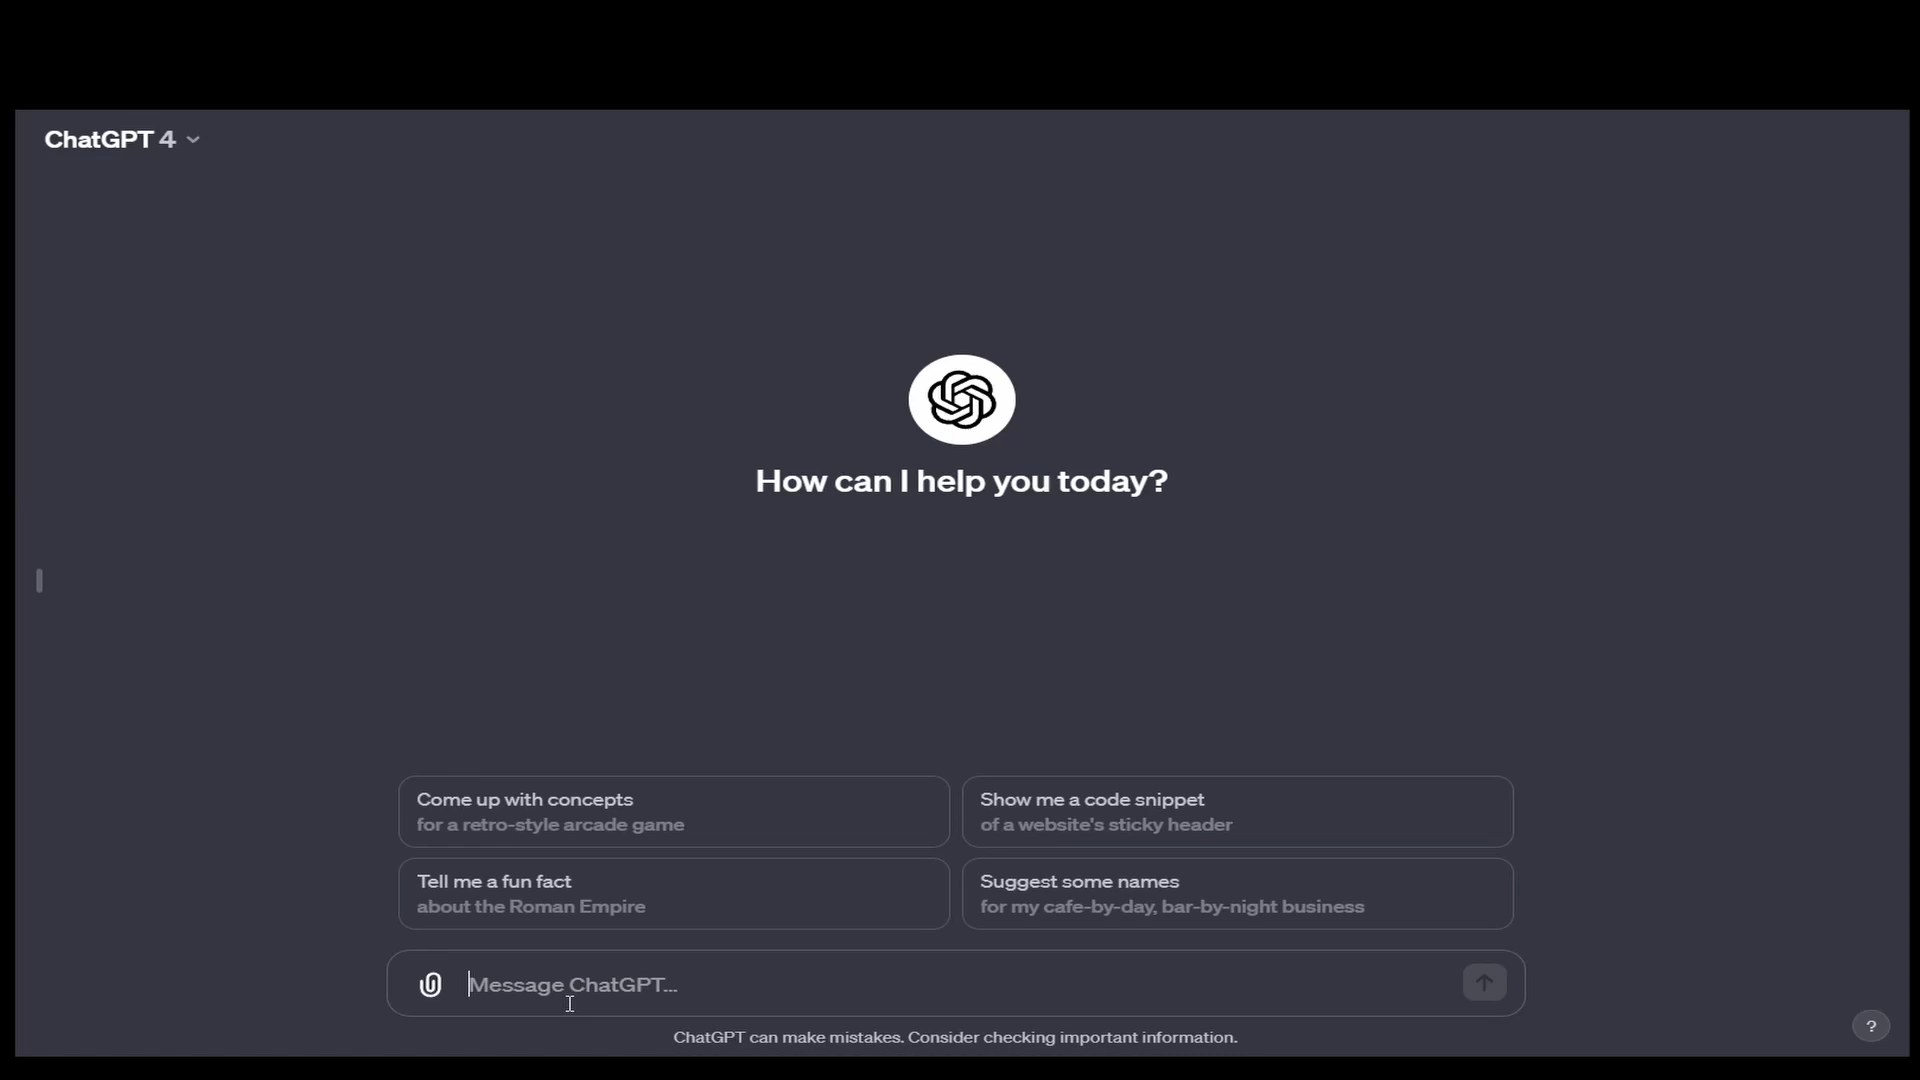 ChatGPT 4
How can I help you today?
Come up with concepts
for a retro-style arcade game
Show me a code snippet
of a website's sticky header
Tell me a fun fact
about the Roman Empire
Suggest some names
for my cafe-by-day, bar-by-night business
Message ChatGPT...
ChatGPT can make mistakes. Consider checking important information.
?